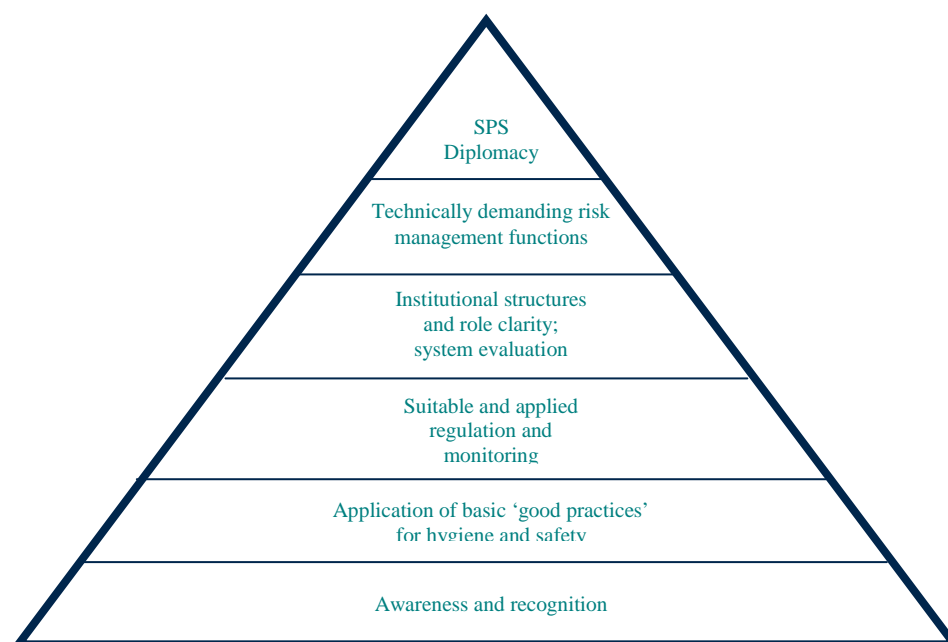 SPS
Diplomacy
Technically demanding risk
management functions
Institutional structures
and role clarity;
system evaluation
Suitable and applied
regulation and
monitoring
Application of basic ‘good practices’
for hygiene and safety
Awareness and recognition